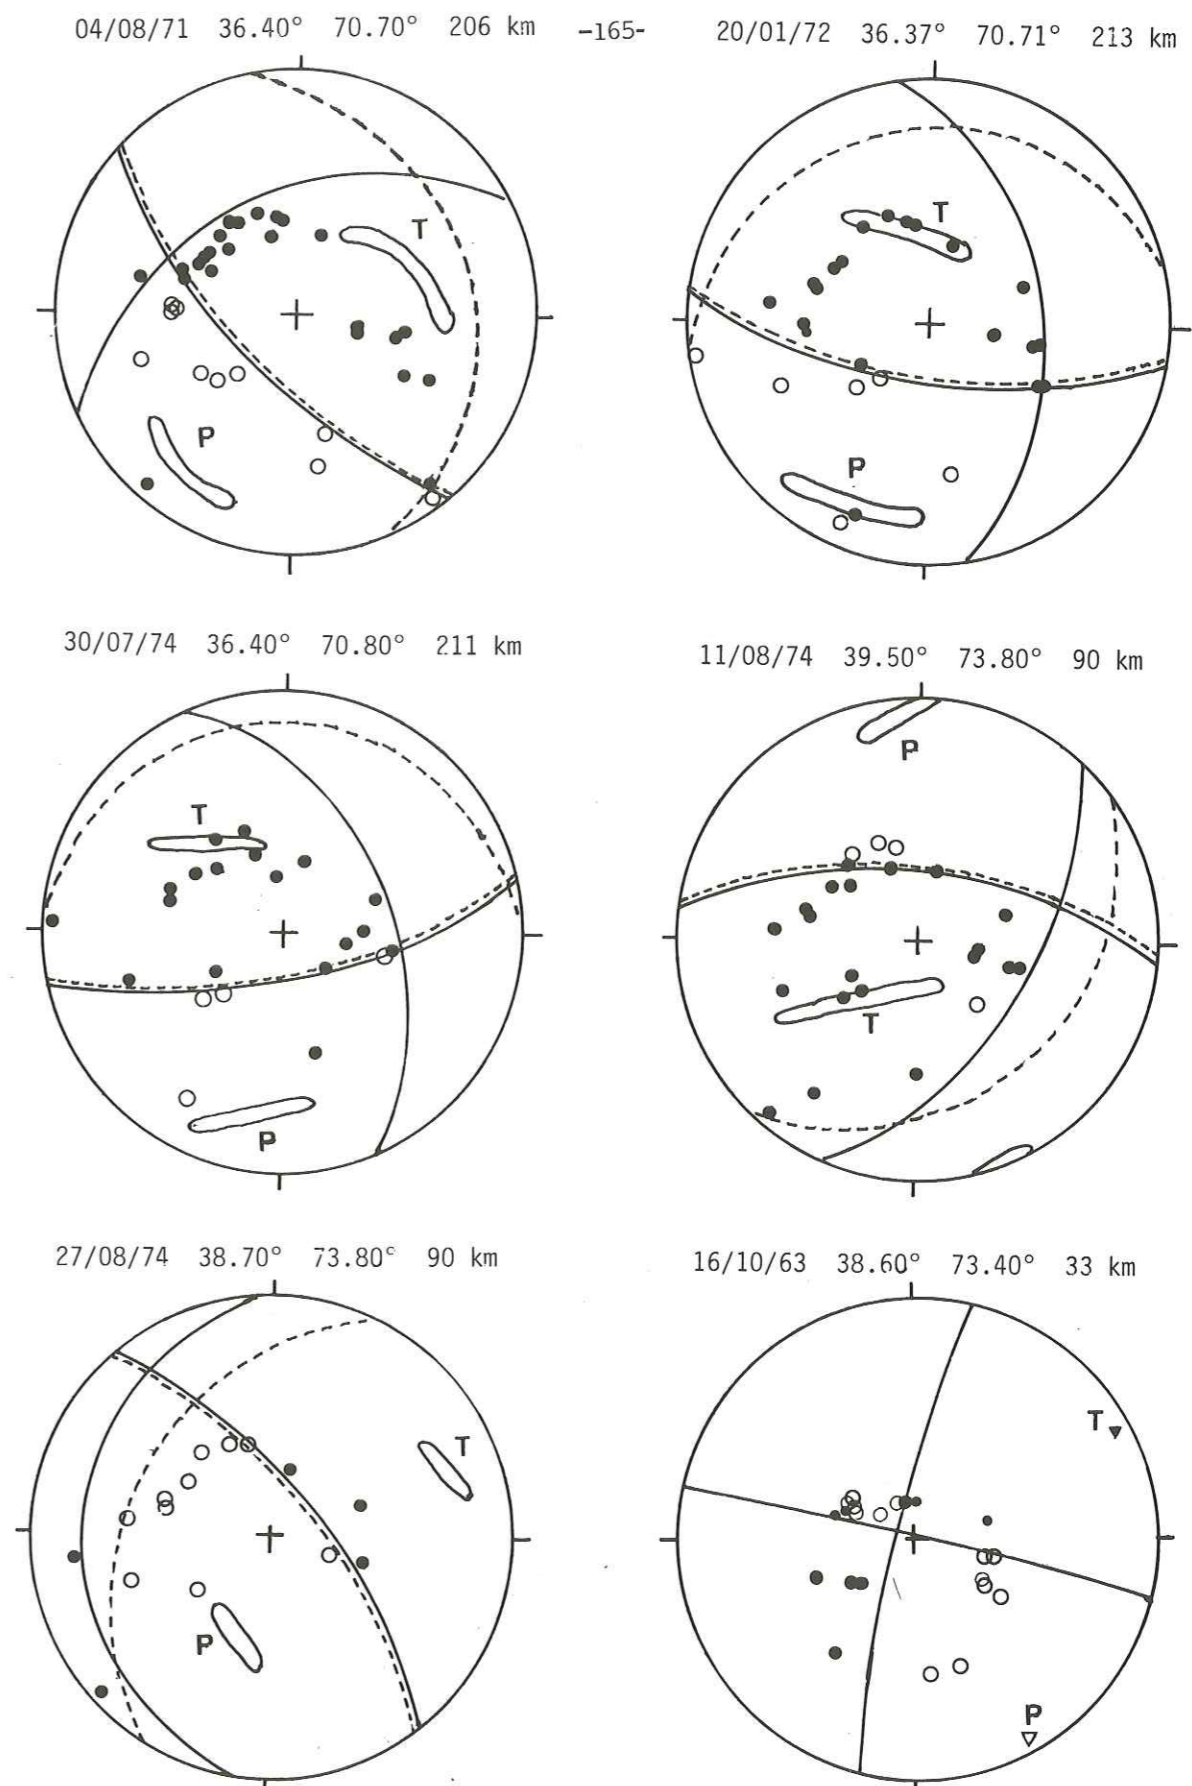 04/08/71 36.40° 70.70° 206 km
-165-
20/01/72 36.37° 70.71° 213 km
T
P
T
P
30/07/74 36.40° 70.80° 211 km
11/08/74 39.50° 73.80° 90 km
T
P
P
T
27/08/74 38.70° 73.80° 90 km
16/10/63 38.60° 73.40° 33 km
T
P
T
P